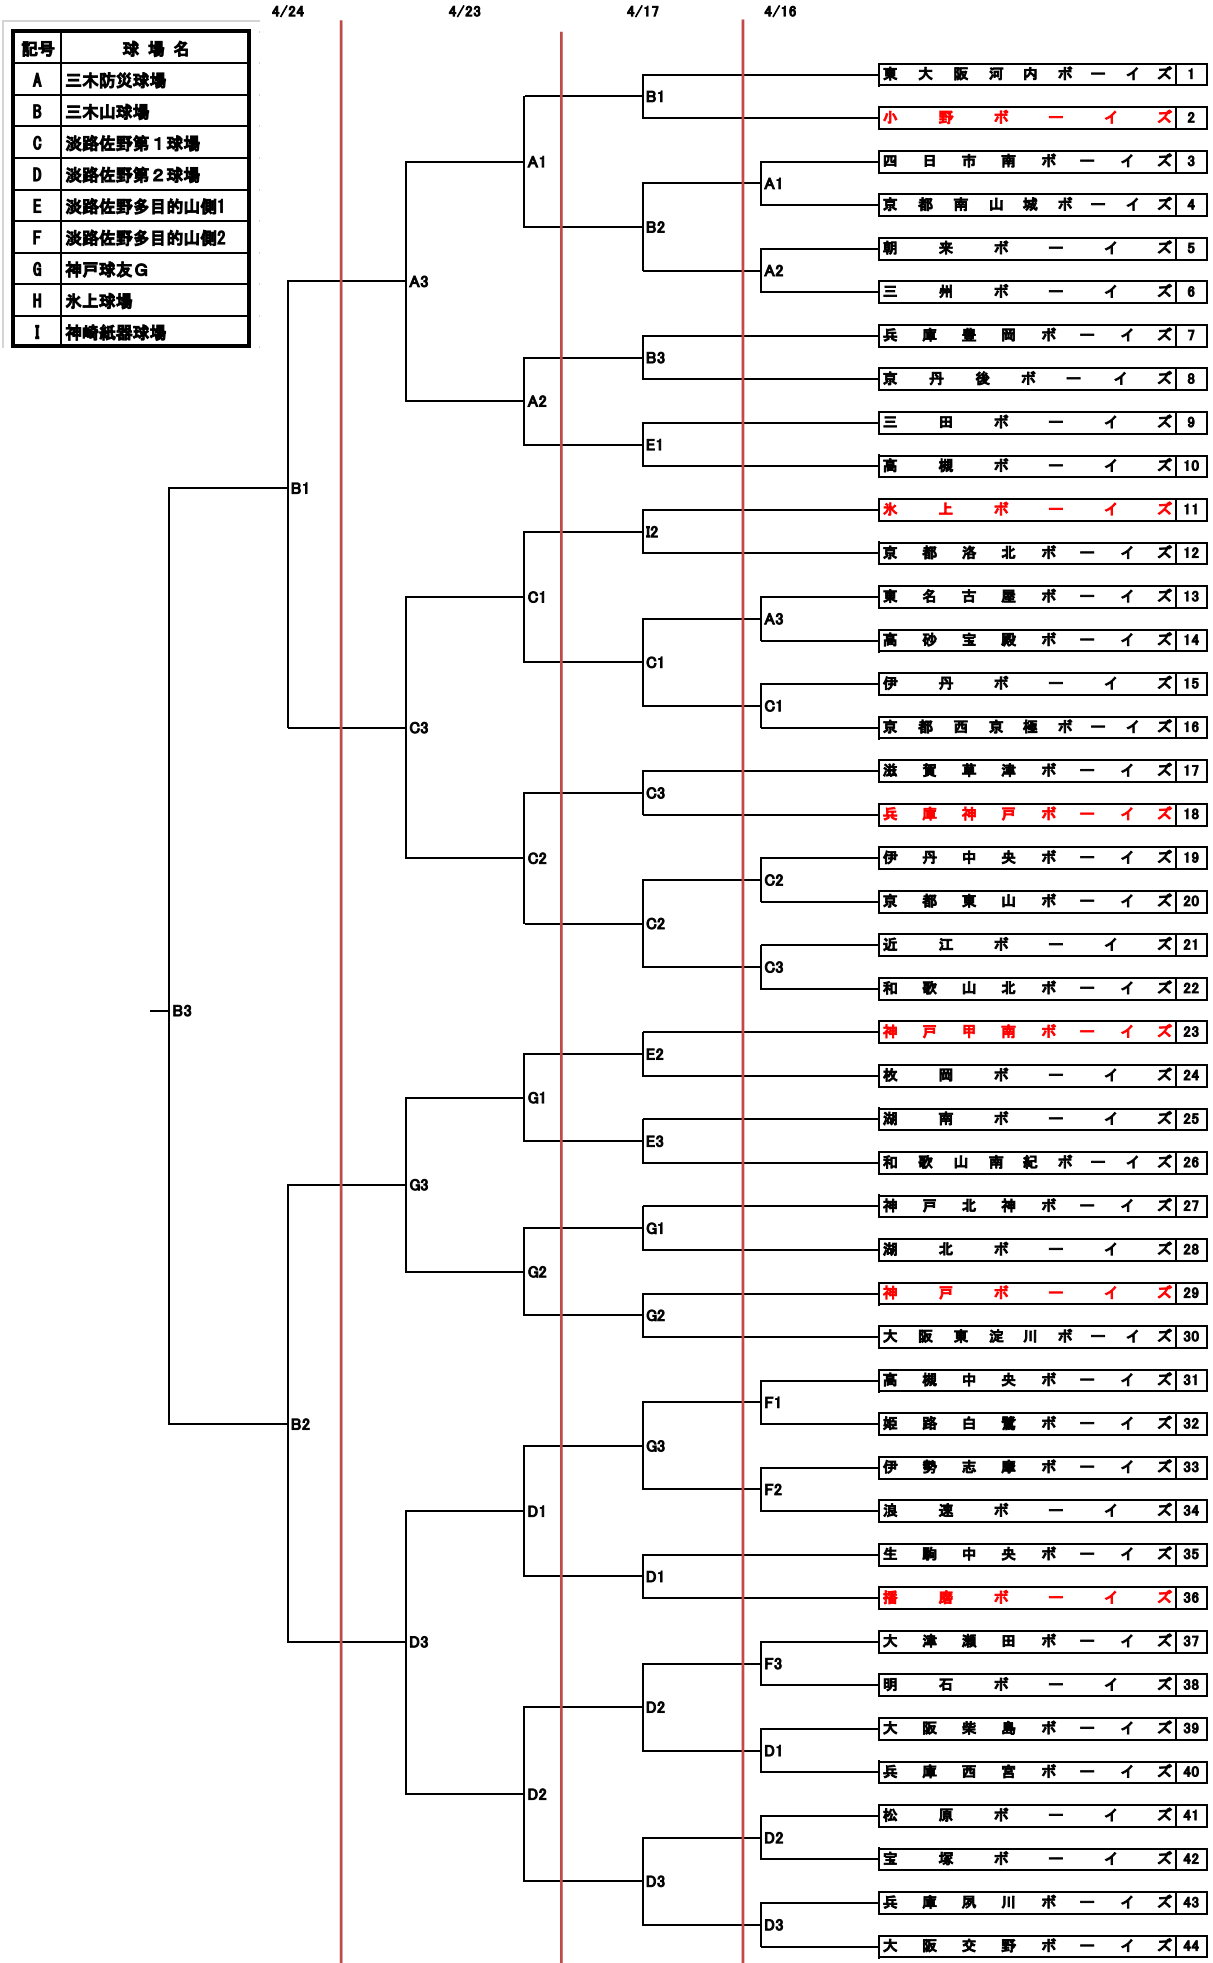 4/24 4/23 4/17 4/16
記号 球場名
A 三木防災球場
B 三木山球場
C 淡路佐野第1球場
D 淡路佐野第2球場
E 淡路佐野多目的山側1
F 淡路佐野多目的山側2
G 神戸球友G
H 氷上球場
I 神崎紙器球場
東大阪河内ボーイズ 1
B1
小野ボーイズ 2
A1
四日市南ボーイズ 3
A1
京都南山城ボーイズ 4
B2
朝来ボーイズ 5
A2
三州ボーイズ 6
A3
兵庫豊岡ボーイズ 7
B3
京丹後ボーイズ 8
A2
三田ボーイズ 9
E1
高槻ボーイズ 10
B1
氷上ボーイズ 11
I2
京都洛北ボーイズ 12
C1
東名古屋ボーイズ 13
A3
高砂宝殿ボーイズ 14
C1
伊丹ボーイズ 15
C1
京都西京極ボーイズ 16
C3
滋賀草津ボーイズ 17
C3
兵庫神戸ボーイズ 18
C2
伊丹中央ボーイズ 19
C2
京都東山ボーイズ 20
C2
近江ボーイズ 21
C3
和歌山北ボーイズ 22
B3
神戸甲南ボーイズ 23
E2
枚岡ボーイズ 24
G1
湖南ボーイズ 25
E3
和歌山南紀ボーイズ 26
G3
神戸北神ボーイズ 27
G1
湖北ボーイズ 28
G2
神戸ボーイズ 29
G2
大阪東淀川ボーイズ 30
高槻中央ボーイズ 31
F1
姫路白鷺ボーイズ 32
B2
G3
伊勢志摩ボーイズ 33
F2
浪速ボーイズ 34
D1
生駒中央ボーイズ 35
D1
播磨ボーイズ 36
D3
大津瀬田ボーイズ 37
F3
明石ボーイズ 38
D2
大阪柴島ボーイズ 39
D1
兵庫西宮ボーイズ 40
D2
松原ボーイズ 41
D2
宝塚ボーイズ 42
D3
兵庫夙川ボーイズ 43
D3
大阪交野ボーイズ 44